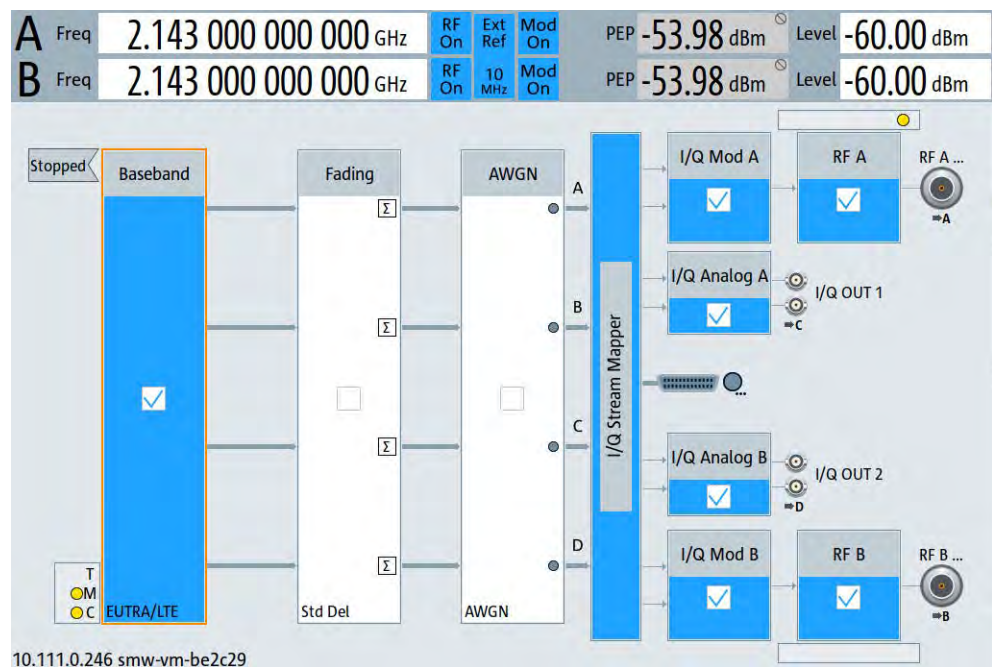 A Freq 2.143 000 000 000 GHz RF On Ext Ref Mod On PEP -53.98 dBm Level -60.00 dBm
B Freq 2.143 000 000 000 GHz RF On 10 MHz Mod On PEP -53.98 dBm Level -60.00 dBm
Stopped
Baseband
Fading
AWGN
I/Q Mod A
RF A
RF A ...
Σ
A
➡A
I/Q Analog A
I/Q OUT 1
➡C
Σ
B
I/Q Stream Mapper
...
Σ
C
I/Q Analog B
I/Q OUT 2
➡D
Σ
D
I/Q Mod B
RF B
RF B ...
➡B
T
M
C
EUTRA/LTE
Std Del
AWGN
10.111.0.246 smw-vm-be2c29